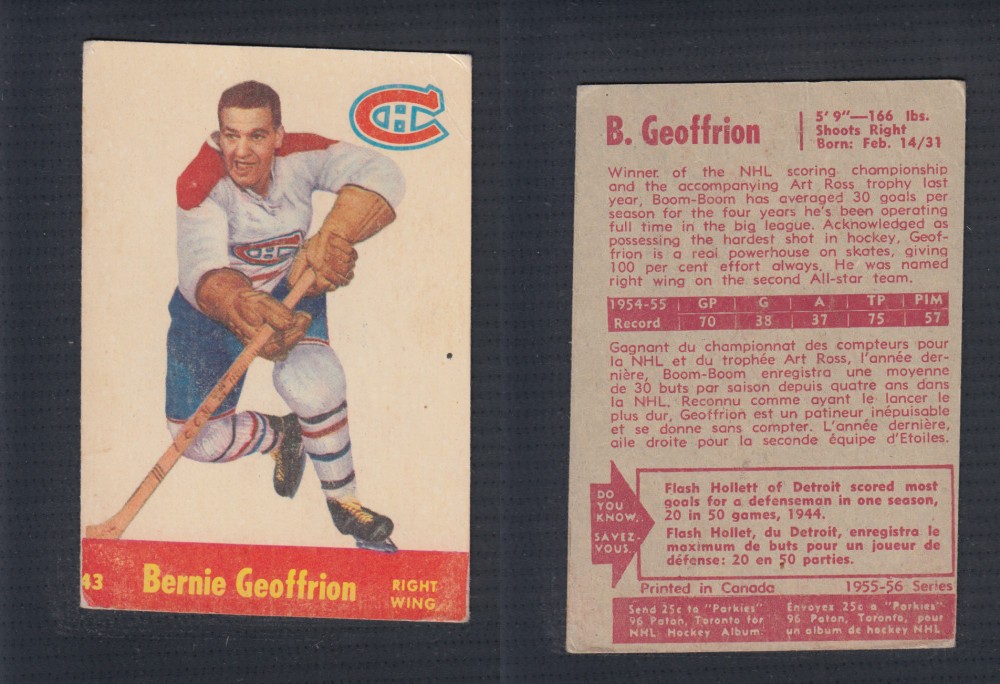 CH
43 Bernie Geoffrion RIGHT
WING
B. Geoffrion
5' 9"—166 lbs.
Shoots Right
Born: Feb. 14/31
Winner of the NHL scoring championship
and the accompanying Art Ross trophy last
year, Boom-Boom has averaged 30 goals per
season for the four years he's been operating
full time in the big league. Acknowledged as
possessing the hardest shot in hockey, Geof-
frion is a real powerhouse on skates, giving
100 per cent effort always. He was named
right wing on the second All-star team.
1954-55 GP G A TP PIM
Record 70 38 37 75 57
Gagnant du championnat des compteurs pour
la NHL et du trophée Art Ross, l'année der-
nière, Boom-Boom enregistra une moyenne
de 30 buts par saison depuis quatre ans dans
la NHL. Reconnu comme ayant le lancer le
plus dur, Geoffrion est un patineur inépuisable
et se donne sans compter. L'année dernière,
aile droite pour la seconde équipe d'Etoiles.
DO
YOU
KNOW...
SAVEZ-
VOUS...
Flash Hollett of Detroit scored most
goals for a defenseman in one season,
20 in 50 games, 1944.
Flash Hollet, du Detroit, enregistra le
maximum de buts pour un joueur de
défense: 20 en 50 parties.
Printed in Canada 1955-56 Series
Send 25c to "Parkies"
96 Paton, Toronto for
NHL Hockey Album
Envoyez 25c a "Parkies"
96 Paton, Toronto, pour
un album de hockey NHL